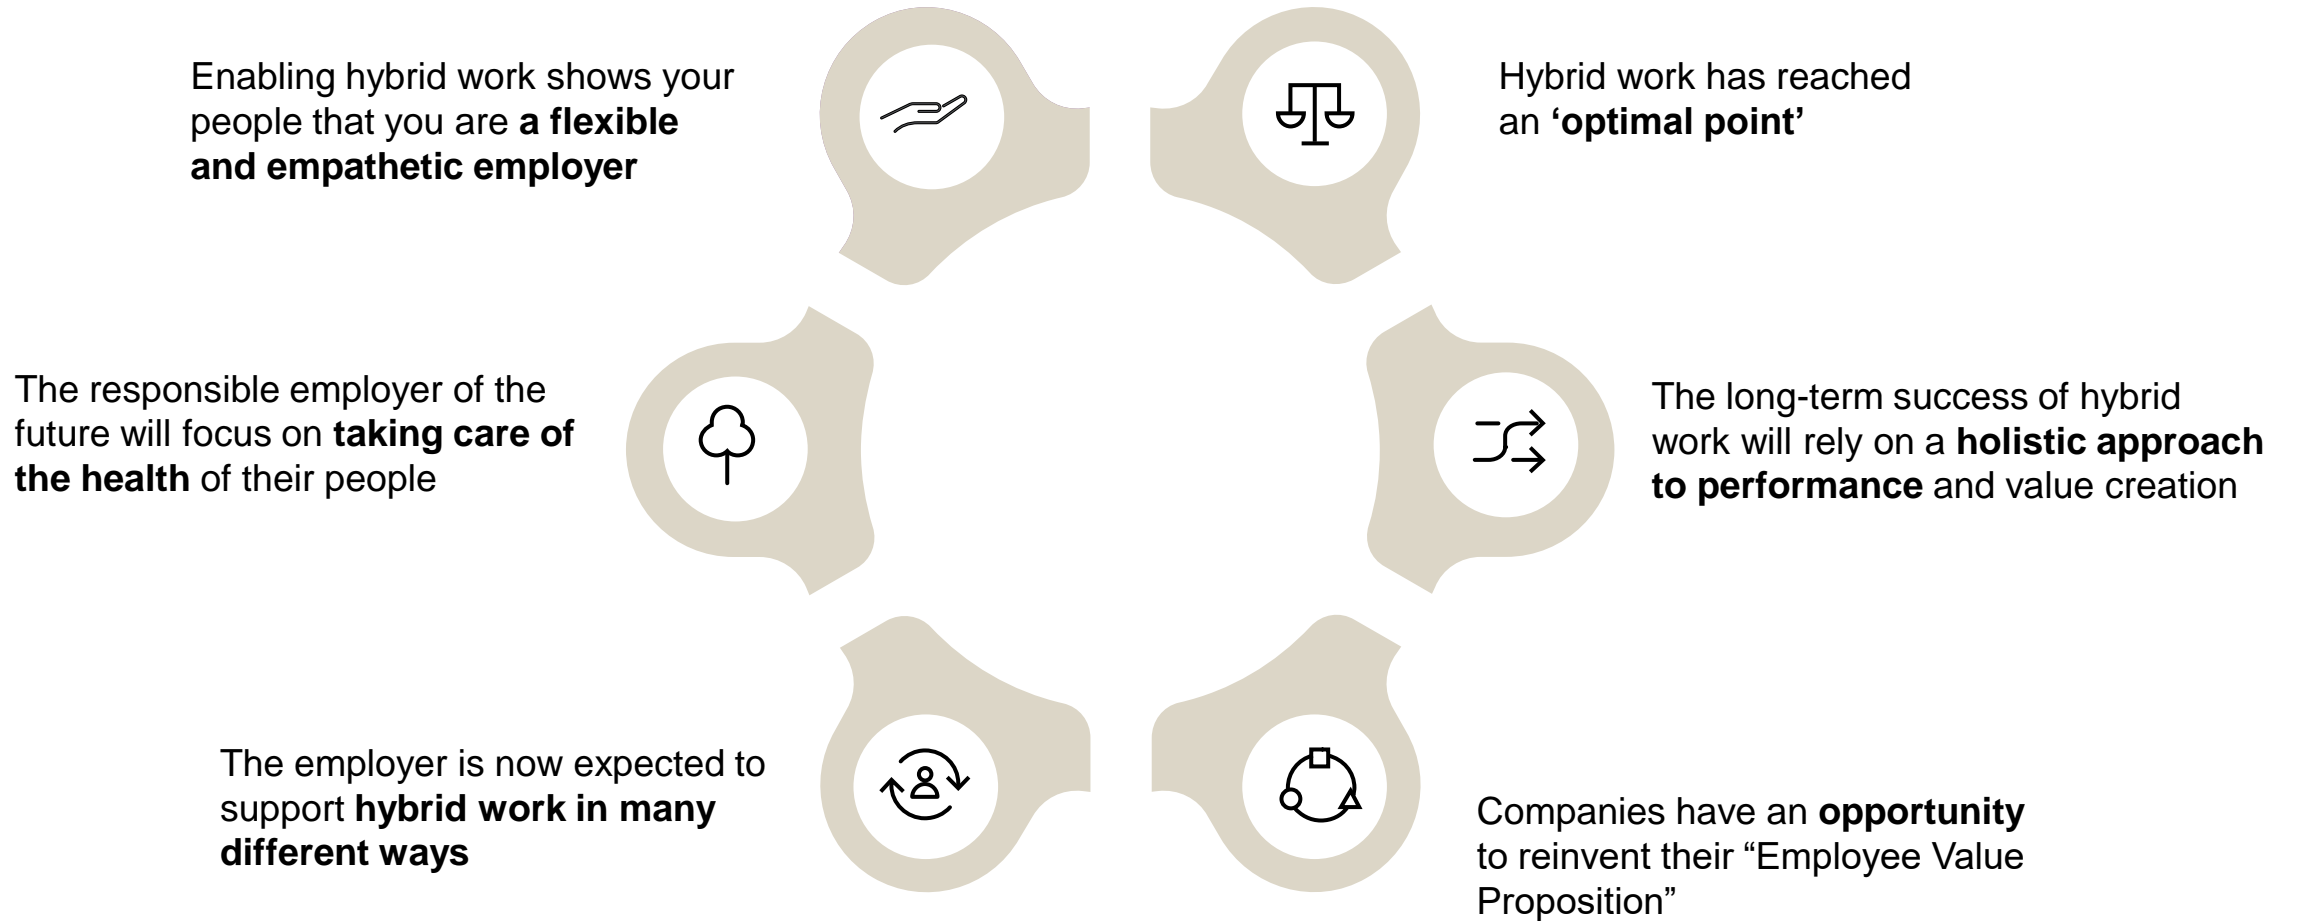 Enabling hybrid work shows your
people that you are a flexible
and empathetic employer
Hybrid work has reached
an ‘optimal point’
The responsible employer of the
future will focus on taking care of
the health of their people
The long-term success of hybrid
work will rely on a holistic approach
to performance and value creation
The employer is now expected to
support hybrid work in many
different ways
Companies have an opportunity
to reinvent their “Employee Value
Proposition”